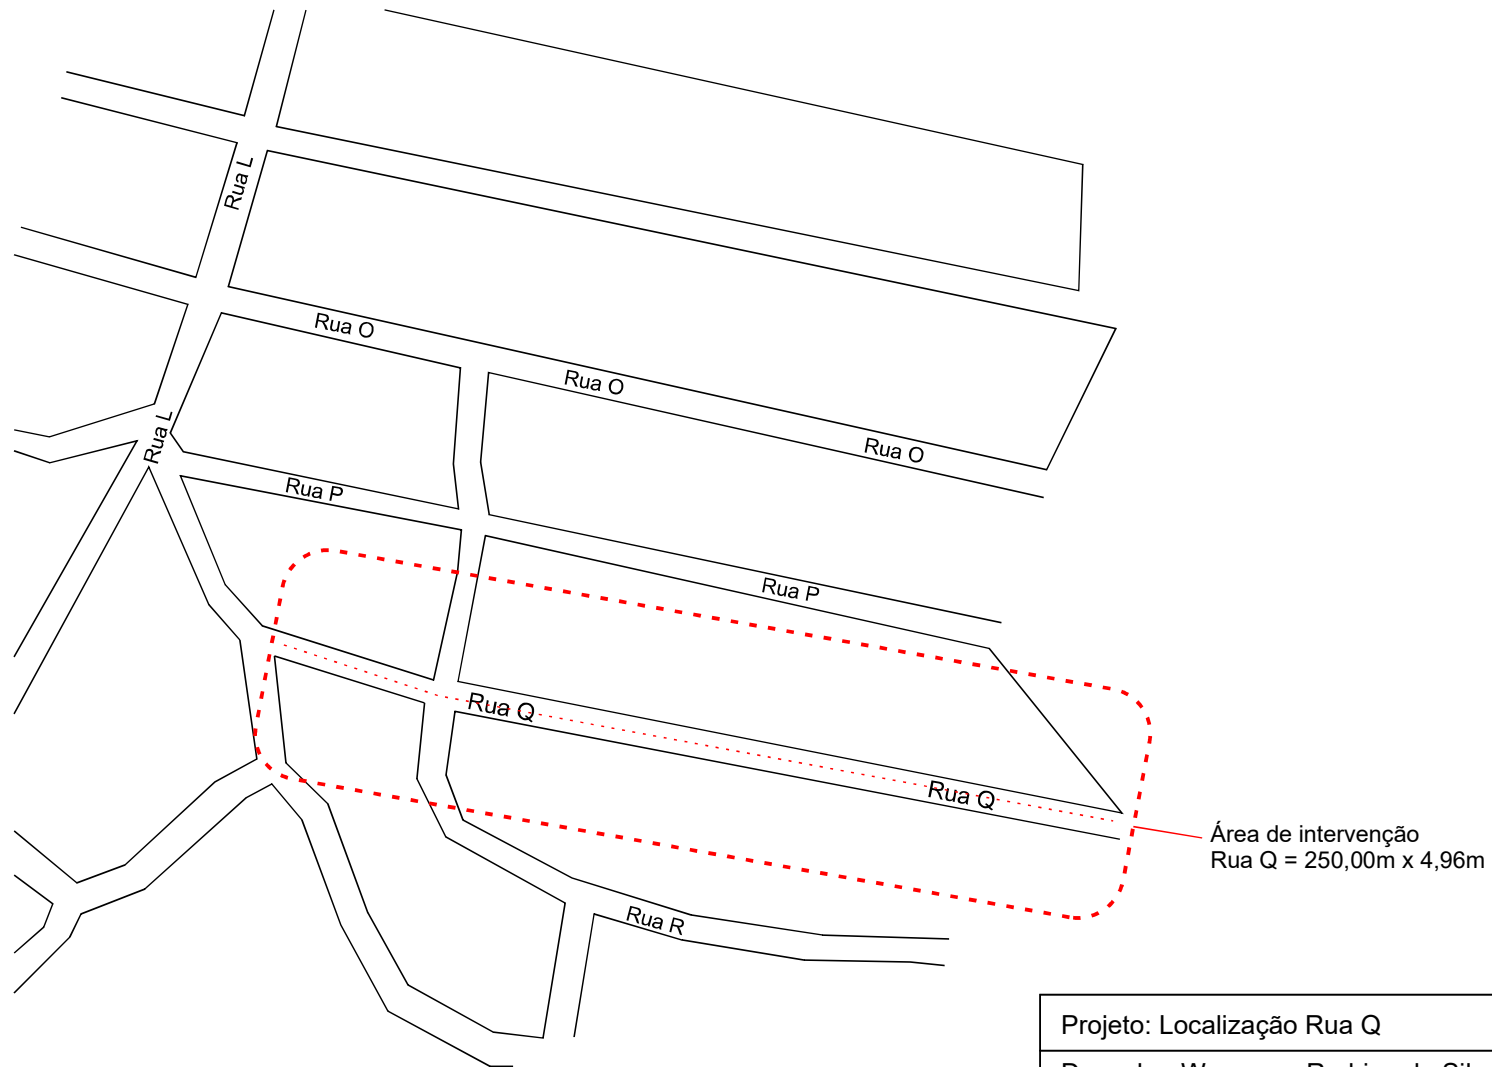 Rua L
Rua O
Rua O
Rua L
Rua O
Rua P
Rua P
Rua Q
Rua Q
Área de intervenção
Rua Q = 250,00m x 4,96m
Rua R
Projeto: Localização Rua Q